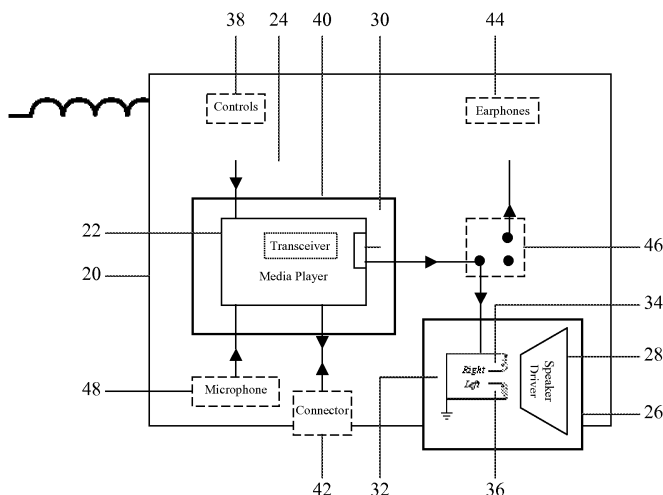 38 24 40 30 44
Controls
Earphones
22
Transceiver
Media Player
46
20
34
Right
Left
Speaker
Driver
28
48
Microphone
Connector
26
42 32 36